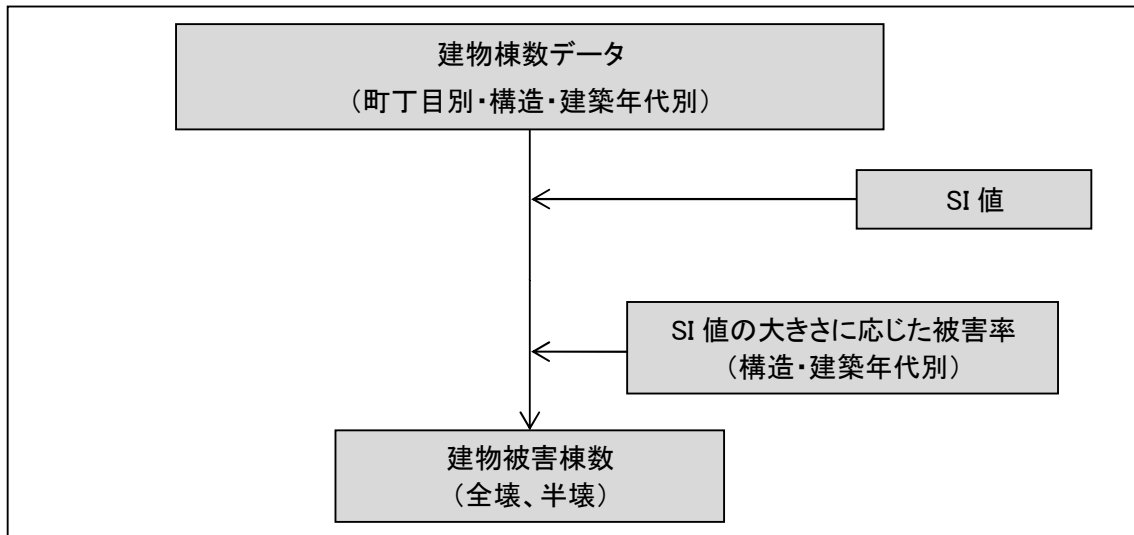 建物棟数データ
（町丁目別・構造・建築年代別）
SI 値
SI 値の大きさに応じた被害率
（構造・建築年代別）
建物被害棟数
（全壊、半壊）